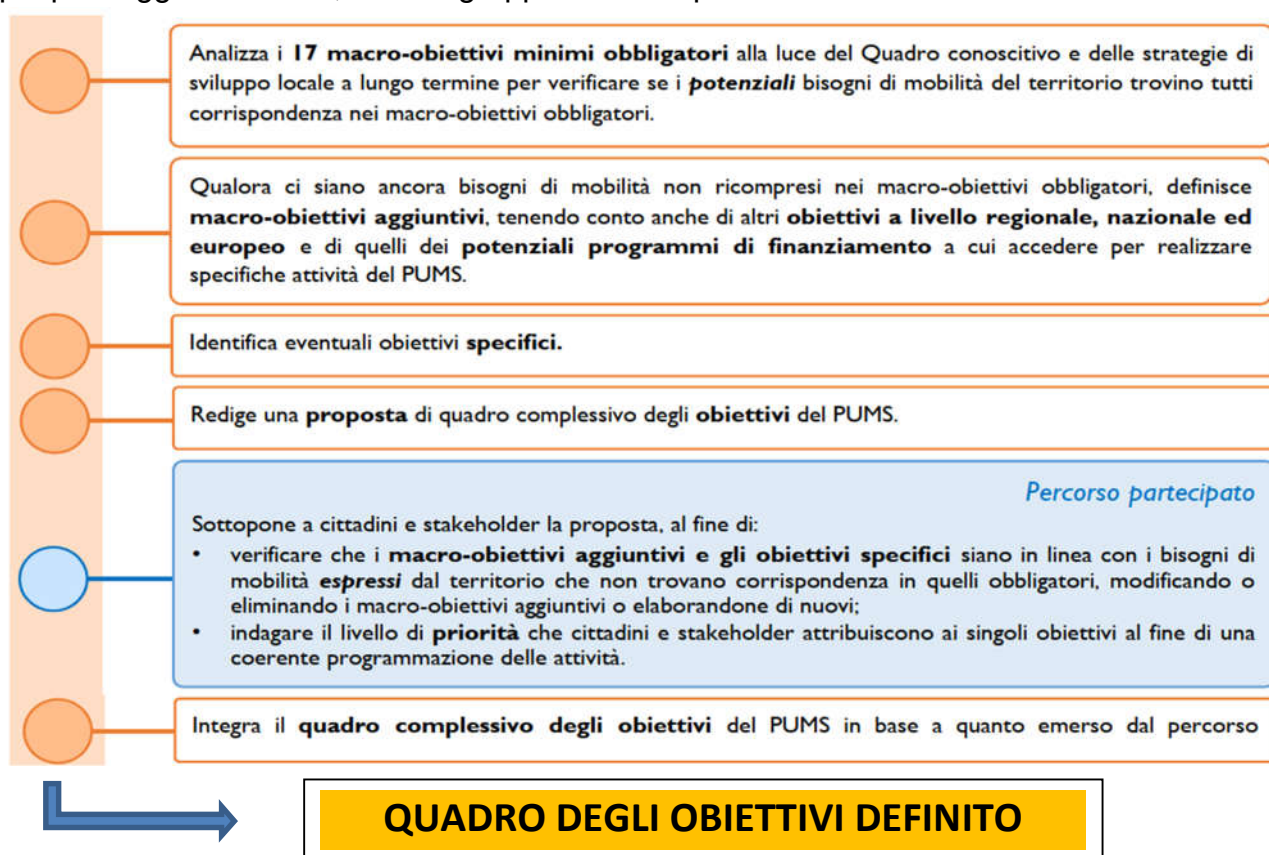 Analizza i 17 macro-obiettivi minimi obbligatori alla luce del Quadro conoscitivo e delle strategie di
sviluppo locale a lungo termine per verificare se i potenziali bisogni di mobilità del territorio trovino tutti
corrispondenza nei macro-obiettivi obbligatori.
Qualora ci siano ancora bisogni di mobilità non ricompresi nei macro-obiettivi obbligatori, definisce
macro-obiettivi aggiuntivi, tenendo conto anche di altri obiettivi a livello regionale, nazionale ed
europeo e di quelli dei potenziali programmi di finanziamento a cui accedere per realizzare
specifiche attività del PUMS.
Identifica eventuali obiettivi specifici.
Redige una proposta di quadro complessivo degli obiettivi del PUMS.
Percorso partecipato
Sottopone a cittadini e stakeholder la proposta, al fine di:
• verificare che i macro-obiettivi aggiuntivi e gli obiettivi specifici siano in linea con i bisogni di
mobilità espressi dal territorio che non trovano corrispondenza in quelli obbligatori, modificando o
eliminando i macro-obiettivi aggiuntivi o elaborandone di nuovi;
• indagare il livello di priorità che cittadini e stakeholder attribuiscono ai singoli obiettivi al fine di una
coerente programmazione delle attività.
Integra il quadro complessivo degli obiettivi del PUMS in base a quanto emerso dal percorso
QUADRO DEGLI OBIETTIVI DEFINITO